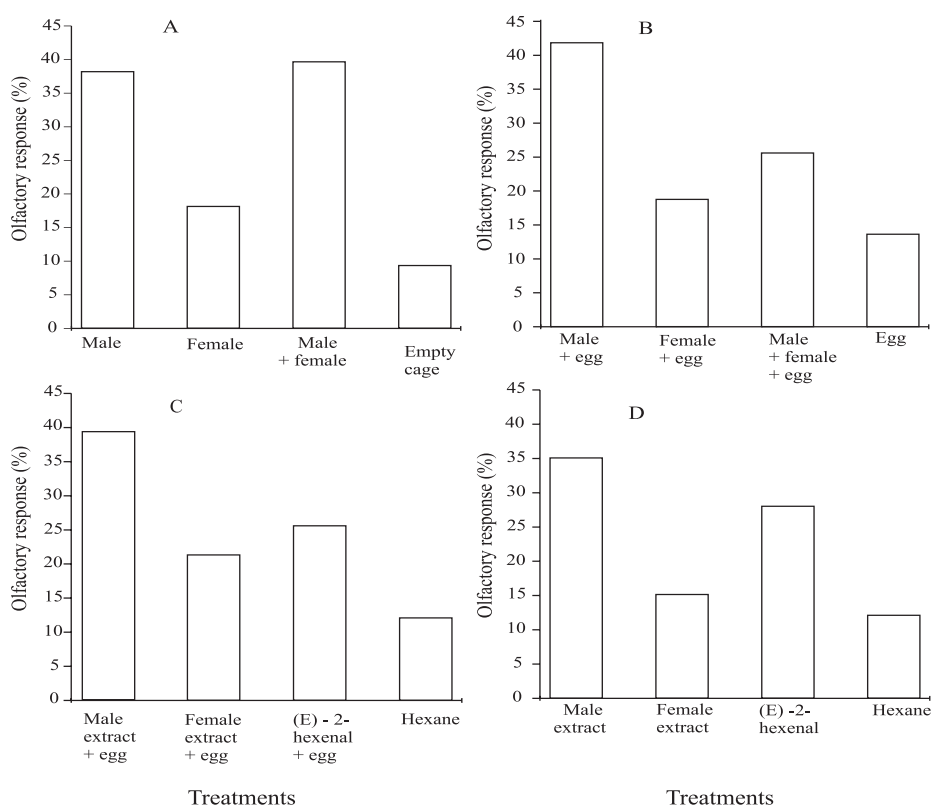 A
Olfactory response (%)
45
40
35
30
25
20
15
10
5
0
Male
Female
Male
+ female
Empty
cage
B
Olfactory response (%)
45
40
35
30
25
20
15
10
5
0
Male
+ egg
Female
+ egg
Male
+ female
+ egg
Egg
C
Olfactory response (%)
45
40
35
30
25
20
15
10
5
0
Male
extract
+ egg
Female
extract
+ egg
(E) - 2-
hexenal
+ egg
Hexane
Treatments
D
Olfactory response (%)
45
40
35
30
25
20
15
10
5
0
Male
extract
Female
extract
(E) -2-
hexenal
Hexane
Treatments